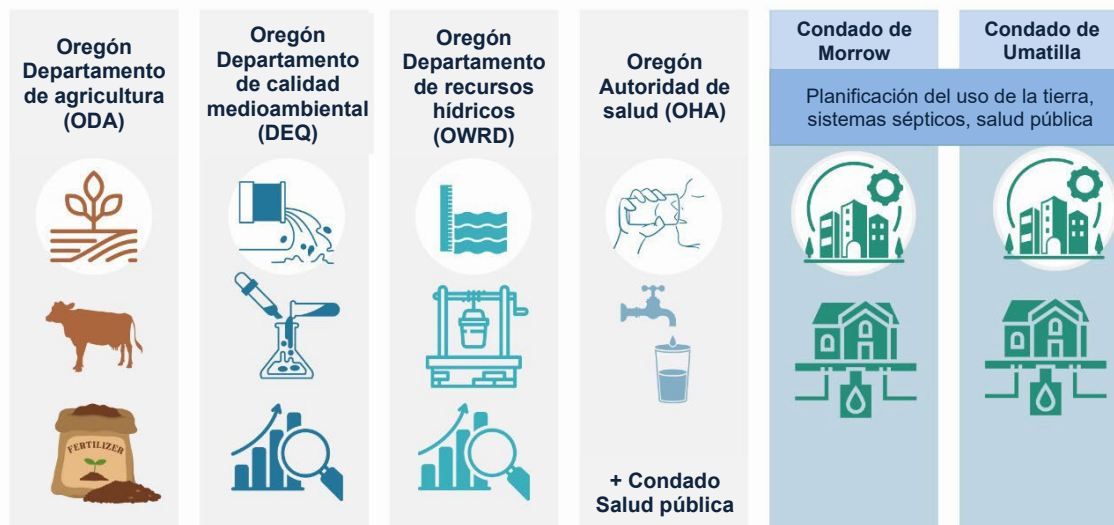 Oregón
Departamento
de agricultura
(ODA)
Oregón
Departamento
de calidad
medioambiental
(DEQ)
Oregón
Departamento
de recursos
hídricos
(OWRD)
Oregón
Autoridad de
salud (OHA)
Condado de
Morrow
Condado de
Umatilla
Planificación del uso de la tierra,
sistemas sépticos, salud pública
FERTILIZER
+ Condado
Salud pública